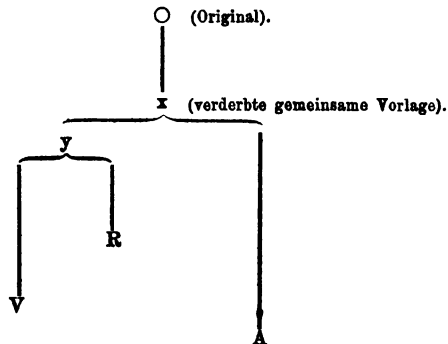 (Original).
x (verderbte gemeinsame Vorlage).
y
R
V
A